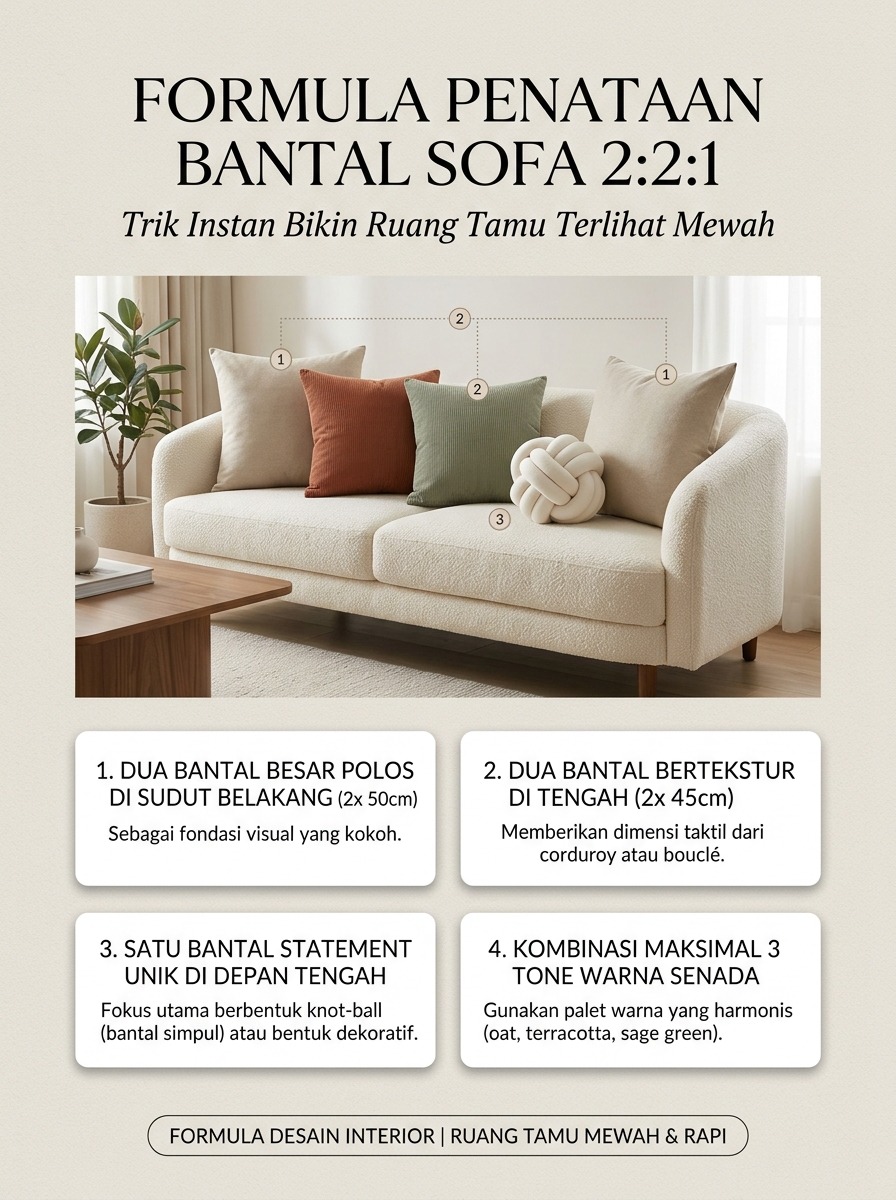 FORMULA PENATAAN
BANTAL SOFA 2:2:1
Trik Instan Bikin Ruang Tamu Terlihat Mewah
2
1
1
2
3
1. DUA BANTAL BESAR POLOS
DI SUDUT BELAKANG (2x 50cm)
Sebagai fondasi visual yang kokoh.
2. DUA BANTAL BERTEKSTUR
DI TENGAH (2x 45cm)
Memberikan dimensi taktil dari
corduroy atau bouclé.
3. SATU BANTAL STATEMENT
UNIK DI DEPAN TENGAH
Fokus utama berbentuk knot-ball
(bantal simpul) atau bentuk dekoratif.
4. KOMBINASI MAKSIMAL 3
TONE WARNA SENADA
Gunakan palet warna yang harmonis
(oat, terracotta, sage green).
FORMULA DESAIN INTERIOR | RUANG TAMU MEWAH & RAPI